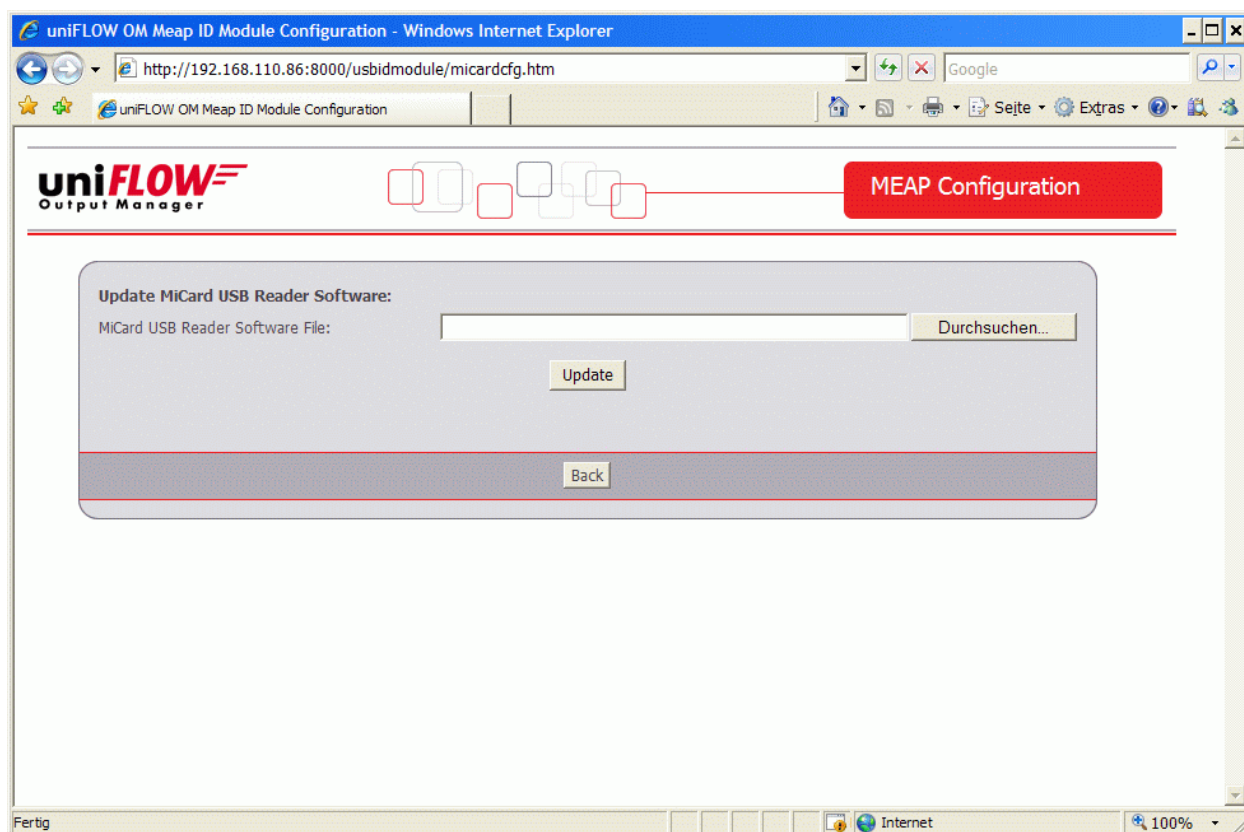 uniFLOW OM Meap ID Module Configuration - Windows Internet Explorer
http://192.168.110.86:8000/usbidmodule/micardcfg.htm
Google
uniFLOW OM Meap ID Module Configuration
Seite
Extras
uniFLOW
Output Manager
MEAP Configuration
Update MiCard USB Reader Software:
MiCard USB Reader Software File:
Durchsuchen...
Update
Back
Fertig
Internet
100%